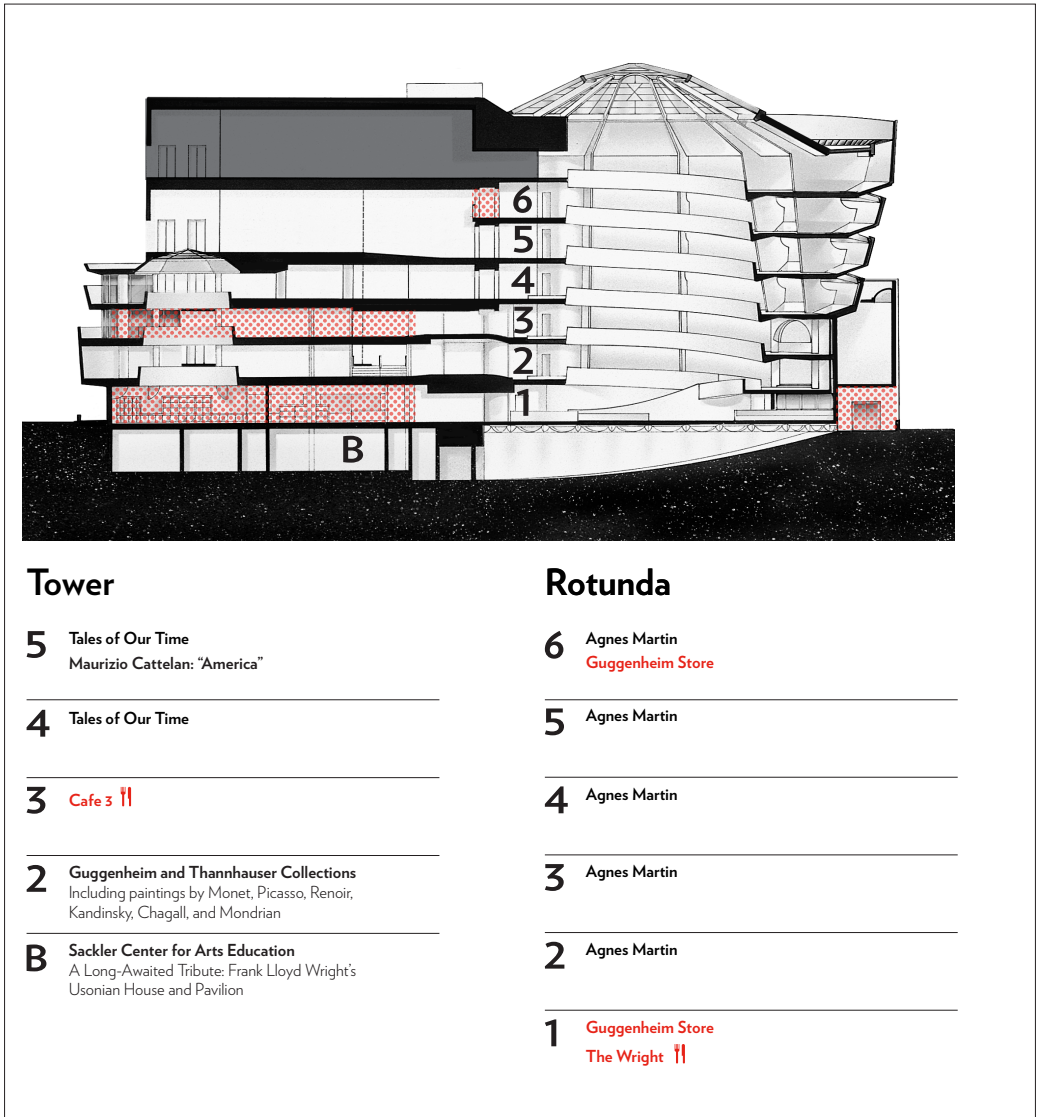 6
5
4
3
2
1
B
Tower
5 Tales of Our Time
Maurizio Cattelan: “America”
4 Tales of Our Time
3 Cafe 3
2 Guggenheim and Thannhauser Collections
Including paintings by Monet, Picasso, Renoir,
Kandinsky, Chagall, and Mondrian
B Sackler Center for Arts Education
A Long-Awaited Tribute: Frank Lloyd Wright’s
Usonian House and Pavilion
Rotunda
6 Agnes Martin
Guggenheim Store
5 Agnes Martin
4 Agnes Martin
3 Agnes Martin
2 Agnes Martin
1 Guggenheim Store
The Wright